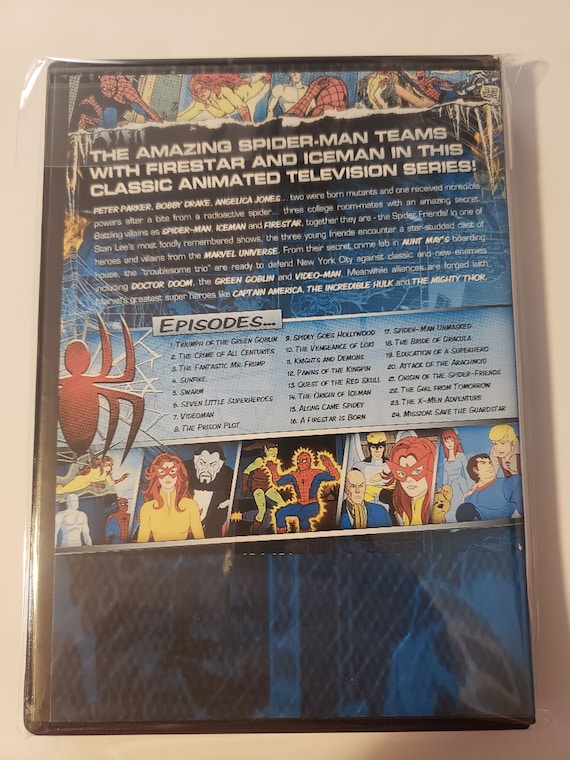 THE AMAZING SPIDER-MAN TEAMS
WITH FIRESTAR AND ICEMAN IN THIS
CLASSIC ANIMATED TELEVISION SERIES!
PETER PARKER, BOBBY DRAKE, ANGELICA JONES... two were born mutants and one received incredible
powers after a bite from a radioactive spider... three college room-mates with an amazing secret.
Battling villains as SPIDER-MAN, ICEMAN and FIRESTAR, together they are - the Spider Friends! In one of
Stan Lee's most fondly remembered shows, the three young friends encounter a star-studded cast of
heroes and villains from the MARVEL UNIVERSE. From their secret crime lab in AUNT MAY'S boarding
house, the "troublesome trio" are ready to defend New York City against classic and new enemies
including DOCTOR DOOM, the GREEN GOBLIN and VIDEO-MAN. Meanwhile alliances are forged with
Marvel's greatest super heroes like CAPTAIN AMERICA, THE INCREDIBLE HULK and THE MIGHTY THOR.
EPISODES...
1. TRIUMPH OF THE GREEN GOBLIN
2. THE CRIME OF ALL CENTURIES
3. THE FANTASTIC MR. FRUMP
4. SUNFIRE
5. SWARM
6. SEVEN LITTLE SUPERHEROES
7. VIDEOMAN
8. THE PRISON PLOT
9. SPIDEY GOES HOLLYWOOD
10. THE VENGEANCE OF LOKI
11. KNIGHTS AND DEMONS
12. PAWNS OF THE KINGPIN
13. QUEST OF THE RED SKULL
14. THE ORIGIN OF ICEMAN
15. ALONG CAME SPIDEY
16. A FIRESTAR IS BORN
17. SPIDER-MAN UNMASKED
18. THE BRIDE OF DRACULA
19. EDUCATION OF A SUPERHERO
20. ATTACK OF THE ARACHNOID
21. ORIGIN OF THE SPIDER-FRIENDS
22. THE GIRL FROM TOMORROW
23. THE X-MEN ADVENTURE
24. MISSION: SAVE THE GUARDSTAR